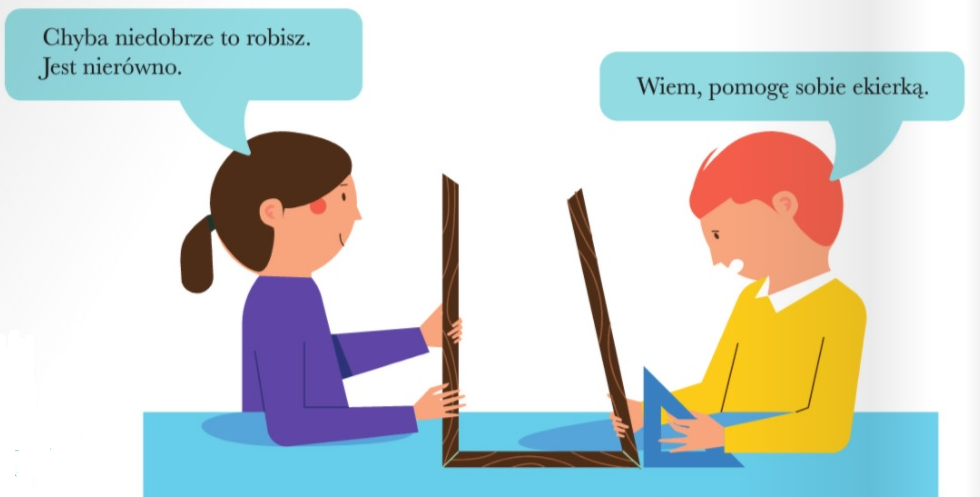 Chyba niedobrze to robisz.
Jest nierówno.
Wiem, pomogę sobie ekierką.